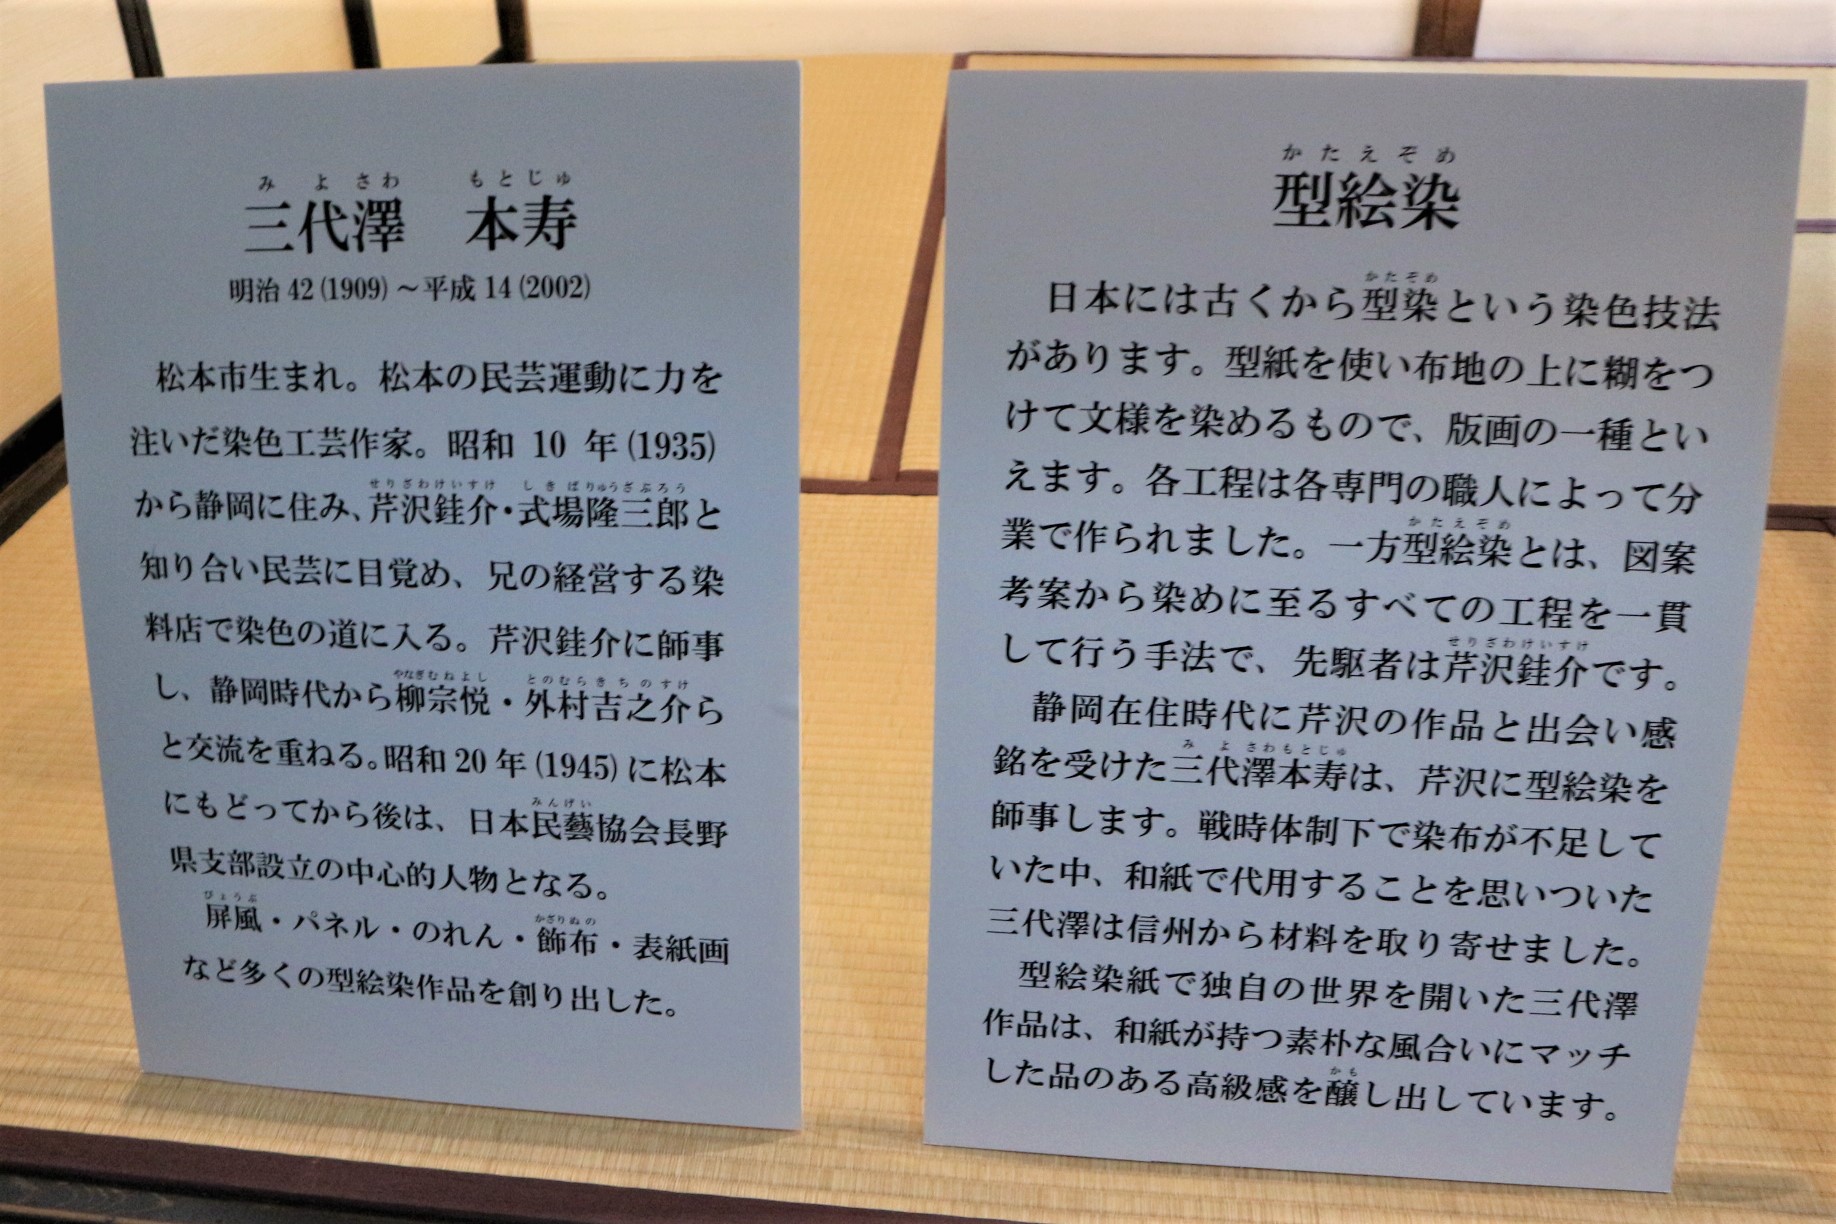 みよさわ もとじゅ
三代澤 本寿
明治 42 (1909) ～平成 14 (2002)
松本市生まれ。松本の民芸運動に力を
注いだ染色工芸作家。昭和 10 年 (1935)
せりざわけいすけ しきばりゅうざぶろう
から静岡に住み、芹沢銈介・式場隆三郎と
知り合い民芸に目覚め、兄の経営する染
料店で染色の道に入る。芹沢銈介に師事
やなぎむねよし とのむらきちのすけ
し、静岡時代から柳宗悦・外村吉之介ら
と交流を重ねる。昭和 20 年 (1945) に松本
みんげい
にもどってから後は、日本民藝協会長野
県支部設立の中心的人物となる。
びょうぶ かざりぬの
屏風・パネル・のれん・飾布・表紙画
など多くの型絵染作品を創り出した。
かたえぞめ
型絵染
かたぞめ
日本には古くから型染という染色技法
があります。型紙を使い布地の上に糊をつ
けて文様を染めるもので、版画の一種とい
えます。各工程は各専門の職人によって分
かたえぞめ
業で作られました。一方型絵染とは、図案
考案から染めに至るすべての工程を一貫
せりざわけいすけ
して行う手法で、先駆者は芹沢銈介です。
静岡在住時代に芹沢の作品と出会い感
みよさわもとじゅ
銘を受けた三代澤本寿は、芹沢に型絵染を
師事します。戦時体制下で染布が不足して
いた中、和紙で代用することを思いついた
三代澤は信州から材料を取り寄せました。
型絵染紙で独自の世界を開いた三代澤
作品は、和紙が持つ素朴な風合いにマッチ
かも
した品のある高級感を醸し出しています。